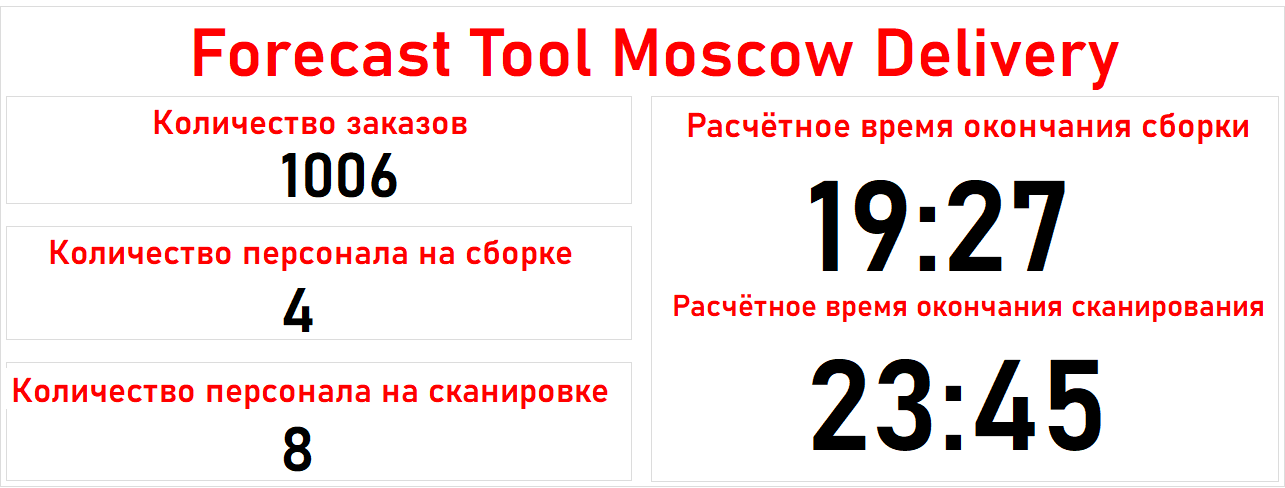 Forecast Tool Moscow Delivery
Количество заказов
1006
Количество персонала на сборке
4
Количество персонала на сканировке
8
Расчётное время окончания сборки
19:27
Расчётное время окончания сканирования
23:45